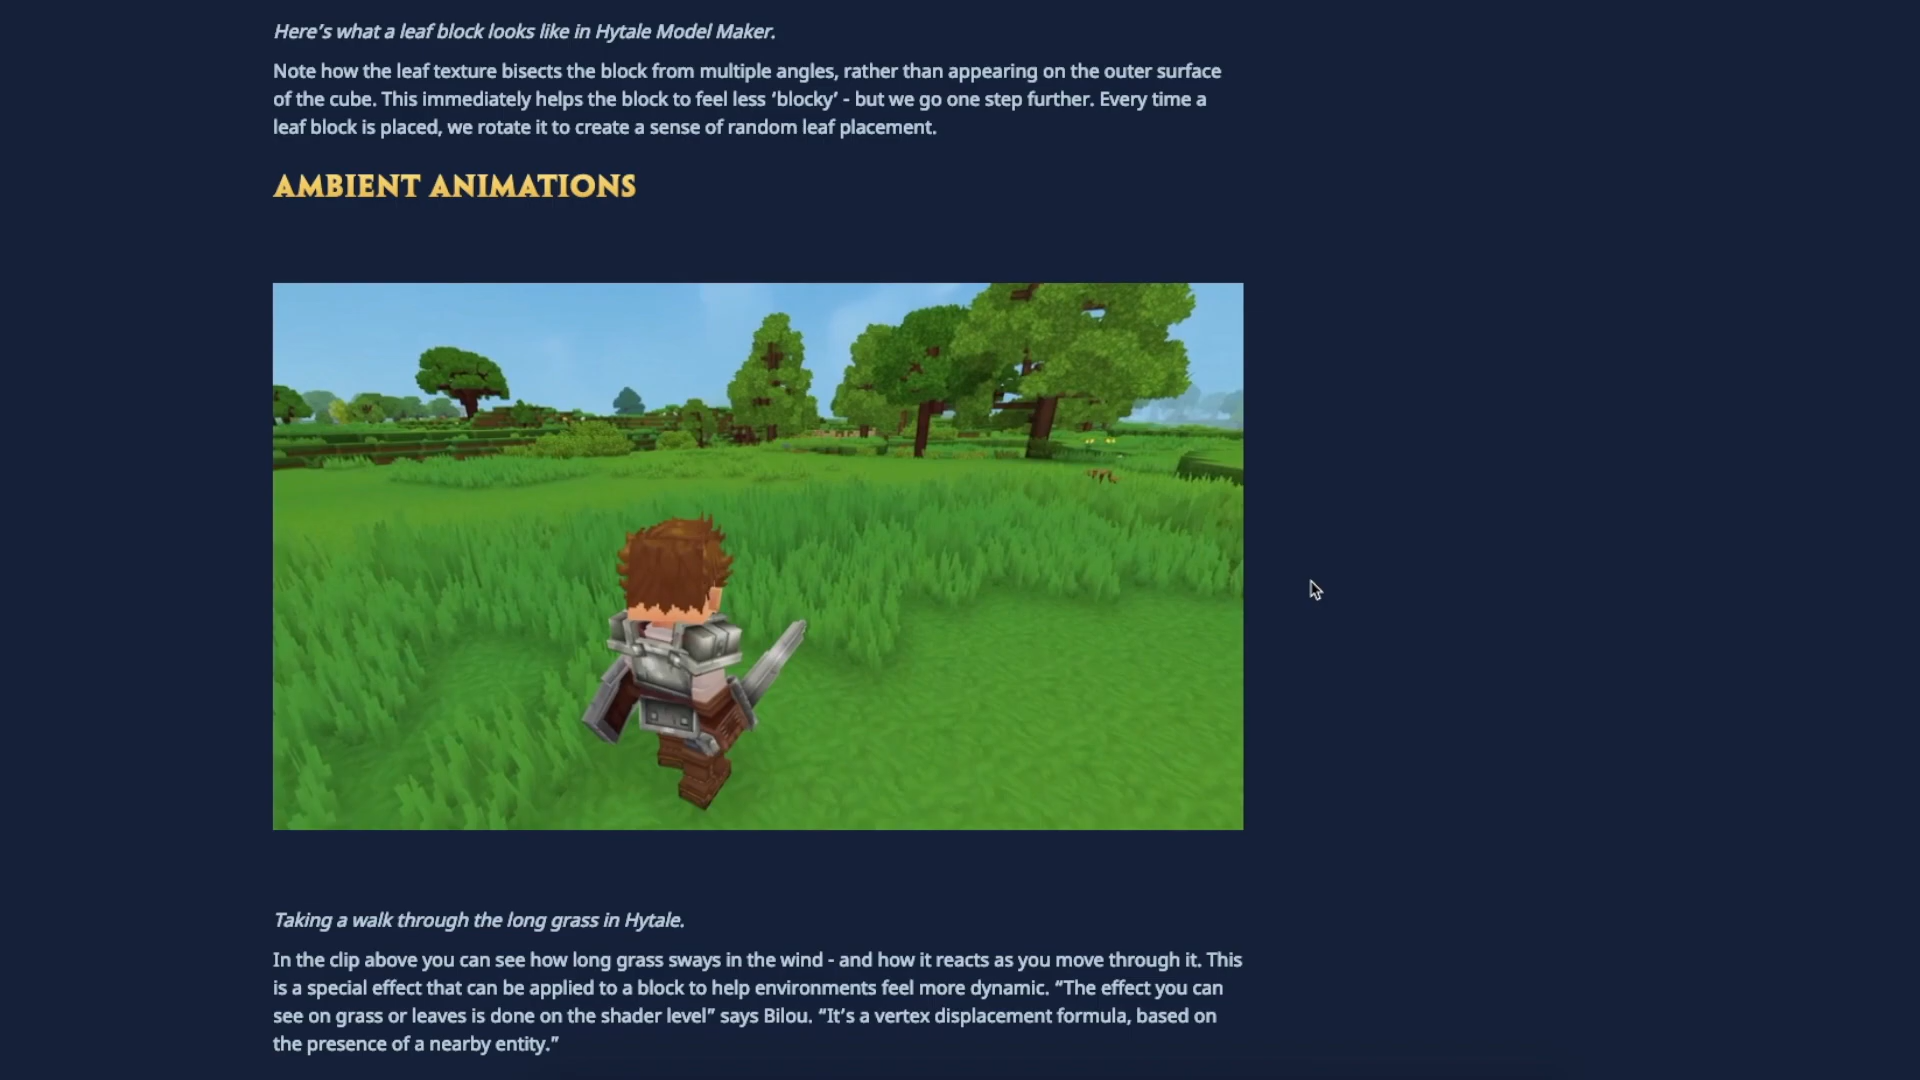 Here’s what a leaf block looks like in Hytale Model Maker.
Note how the leaf texture bisects the block from multiple angles, rather than appearing on the outer surface
of the cube. This immediately helps the block to feel less ‘blocky’ - but we go one step further. Every time a
leaf block is placed, we rotate it to create a sense of random leaf placement.
AMBIENT ANIMATIONS
Taking a walk through the long grass in Hytale.
In the clip above you can see how long grass sways in the wind - and how it reacts as you move through it. This
is a special effect that can be applied to a block to help environments feel more dynamic. “The effect you can
see on grass or leaves is done on the shader level” says Bilou. “It’s a vertex displacement formula, based on
the presence of a nearby entity.”